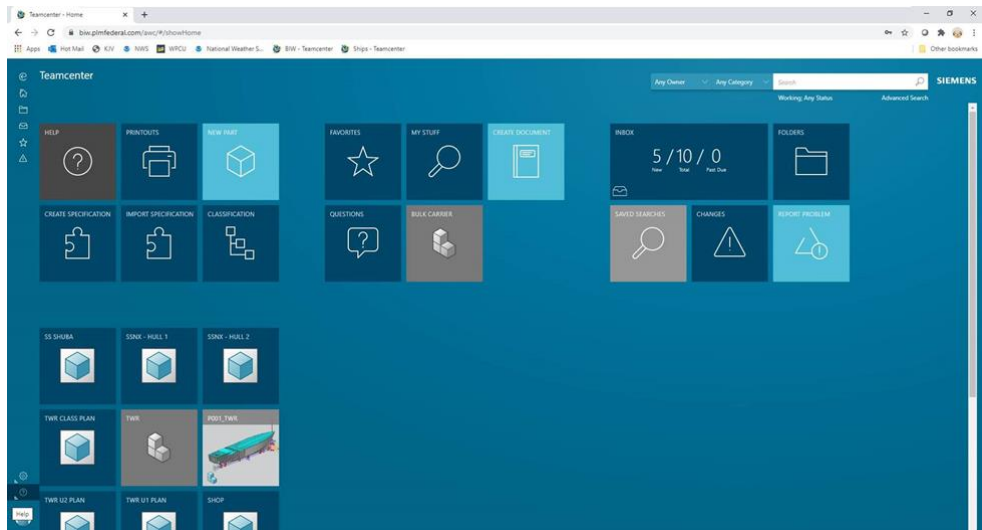 Teamcenter - Home
biw.plmfederal.com/awc/#/showHome
Apps Hot Mail KJV NWS WPCU National Weather S... BIW - Teamcenter Ships - Teamcenter Other bookmarks
Teamcenter
Any Owner Any Category Search SIEMENS
Working; Any Status Advanced Search
HELP PRINTOUTS NEW PART FAVORITES MY STUFF CREATE DOCUMENT INBOX FOLDERS
5 / 10 / 0
New Total Past Due
CREATE SPECIFICATION IMPORT SPECIFICATION CLASSIFICATION QUESTIONS BULK CARRIER SAVED SEARCHES CHANGES REPORT PROBLEM
SS SHUBA SSNX - HULL 1 SSNX - HULL 2
TWR CLASS PLAN TWR P001_TWR
TWR U2 PLAN TWR U1 PLAN SHOP
Help